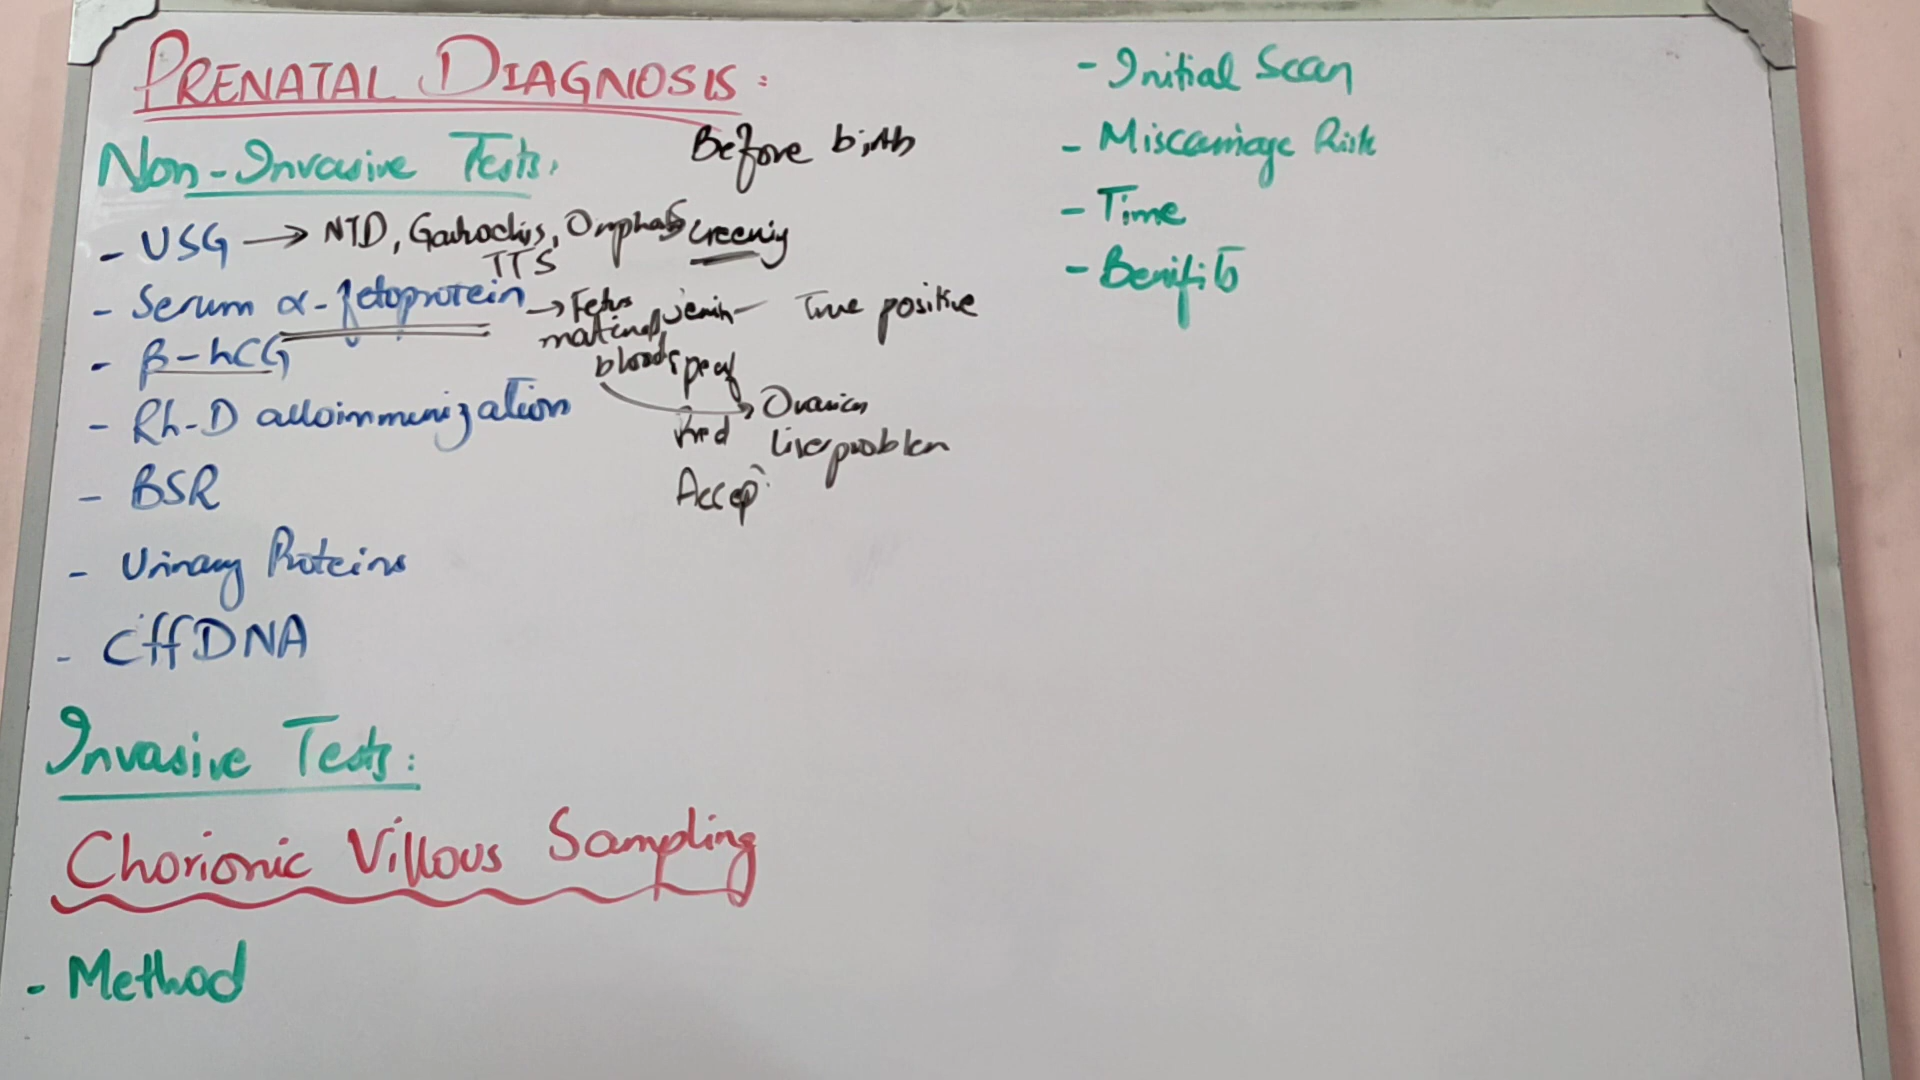 PRENATAL DIAGNOSIS:
Non-Invasive Tests:
Before birth
- USG → NTD, Omphalo
Screening
TTS
- Serum α-fetoprotein → Fetus
maternal
blood
True positive
- β-hCG
- Rh-D alloimmunization
Ovarian
Liver problem
Accep
- BSR
- Urinary Proteins
- CffDNA
Invasive Tests:
Chorionic Villous Sampling
- Method
- Initial Scan
- Miscarriage Risk
- Time
- Benifits